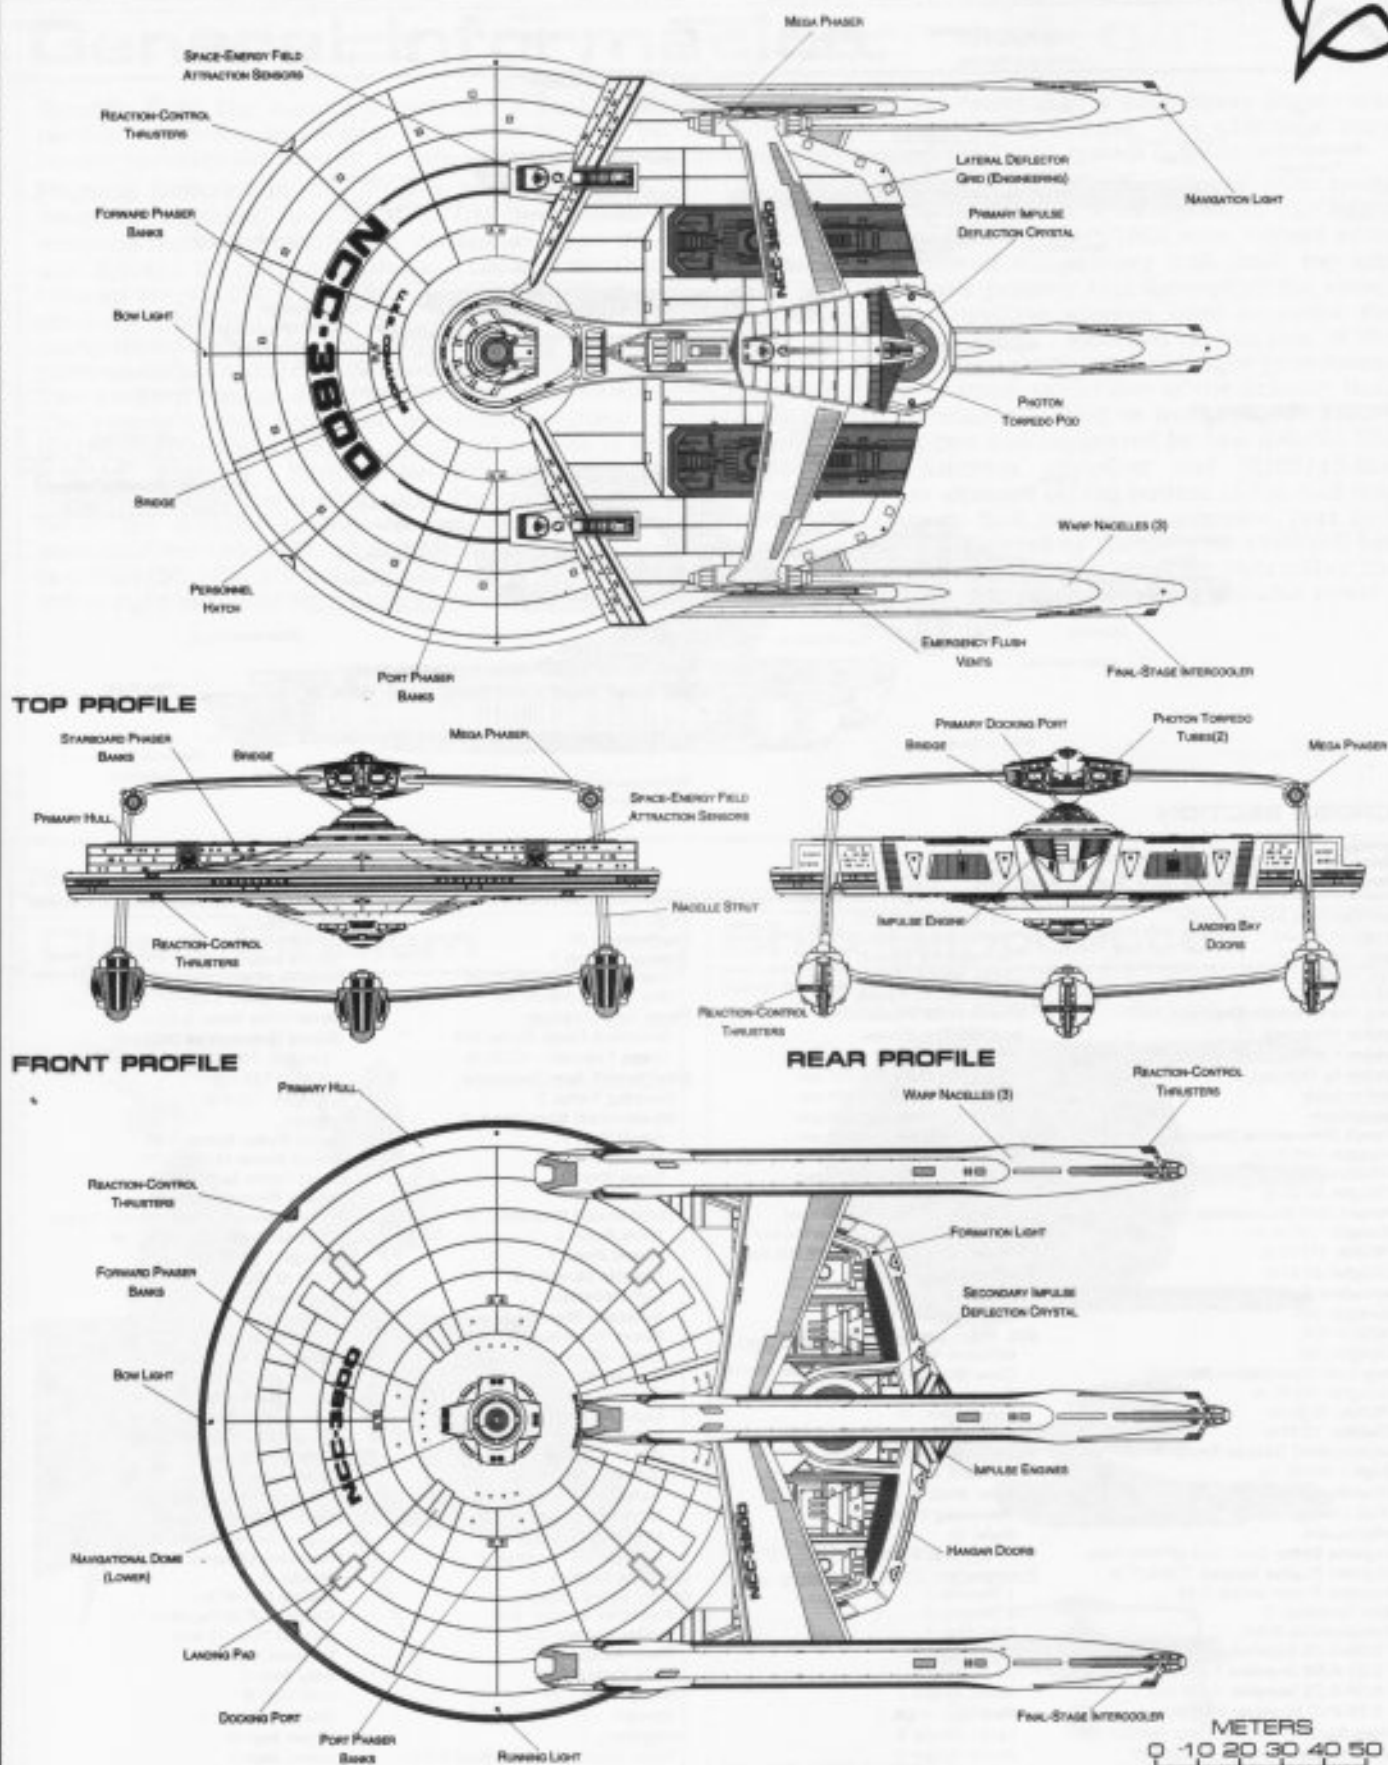 MEGA PHASER
SPACE-ENERGY FIELD
ATTRACTION SENSORS
REACTION-CONTROL
THRUSTERS
LATERAL DEFLECTOR
GRID (ENGINEERING)
NAVIGATION LIGHT
FORWARD PHASER
BANKS
PRIMARY IMPULSE
DEFLECTION CRYSTAL
NCC-3800
NCC-3800
U.S.S.
BOW LIGHT
PHOTON
TORPEDO POD
BRIDGE
WARP NACELLES (3)
PERSONNEL
HATCH
EMERGENCY FLUSH
VENTS
FINAL-STAGE INTERCOOLER
PORT PHASER
BANKS
TOP PROFILE
STARBOARD PHASER
BANKS
BRIDGE
MEGA PHASER
PRIMARY HULL
SPACE-ENERGY FIELD
ATTRACTION SENSORS
NACELLE STRUT
REACTION-CONTROL
THRUSTERS
FRONT PROFILE
PRIMARY DOCKING PORT
PHOTON TORPEDO
TUBES(2)
BRIDGE
MEGA PHASER
IMPULSE ENGINE
LANDING BAY
DOORS
REACTION-CONTROL
THRUSTERS
REAR PROFILE
PRIMARY HULL
WARP NACELLES (3)
REACTION-CONTROL
THRUSTERS
REACTION-CONTROL
THRUSTERS
FORMATION LIGHT
FORWARD PHASER
BANKS
SECONDARY IMPULSE
DEFLECTION CRYSTAL
BOW LIGHT
NCC-3800
IMPULSE ENGINES
NCC-3800
HANGAR DOORS
NAVIGATIONAL DOME
(LOWER)
LANDING PAD
DOCKING PORT
PORT PHASER
BANKS
RUNNING LIGHT
FINAL-STAGE INTERCOOLER
METERS
0 10 20 30 40 50